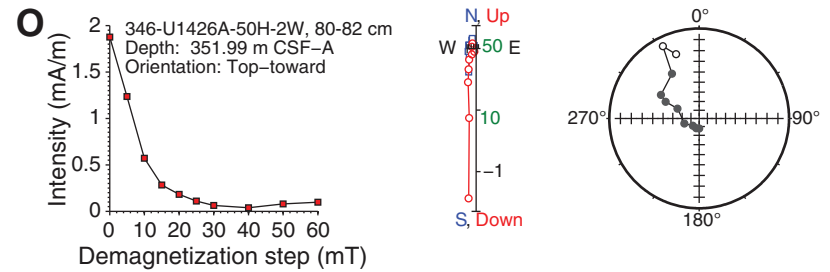 O
346-U1426A-50H-2W, 80-82 cm
Depth: 351.99 m CSF–A
Orientation: Top–toward
Intensity (mA/m)
2
1.5
1
0.5
0
0 10 20 30 40 50 60
Demagnetization step (mT)
N, Up
W 50 E
10
−1
S, Down
0°
270° 90°
180°